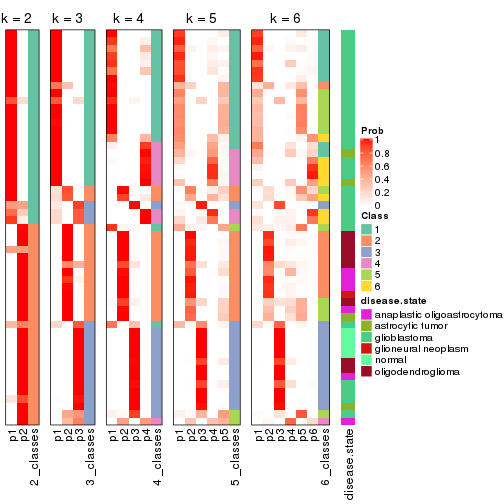 k = 2
k = 3
k = 4
k = 5
k = 6
Prob
1
0.8
0.6
0.4
0.2
0
Class
1
2
3
4
5
6
disease.state
anaplastic oligoastrocytoma
astrocytic tumor
glioblastoma
glioneural neoplasm
normal
oligodendroglioma
p1
p2
2_classes
p1
p2
p3
3_classes
p1
p2
p3
p4
4_classes
p1
p2
p3
p4
p5
5_classes
p1
p2
p3
p4
p5
p6
6_classes
disease.state